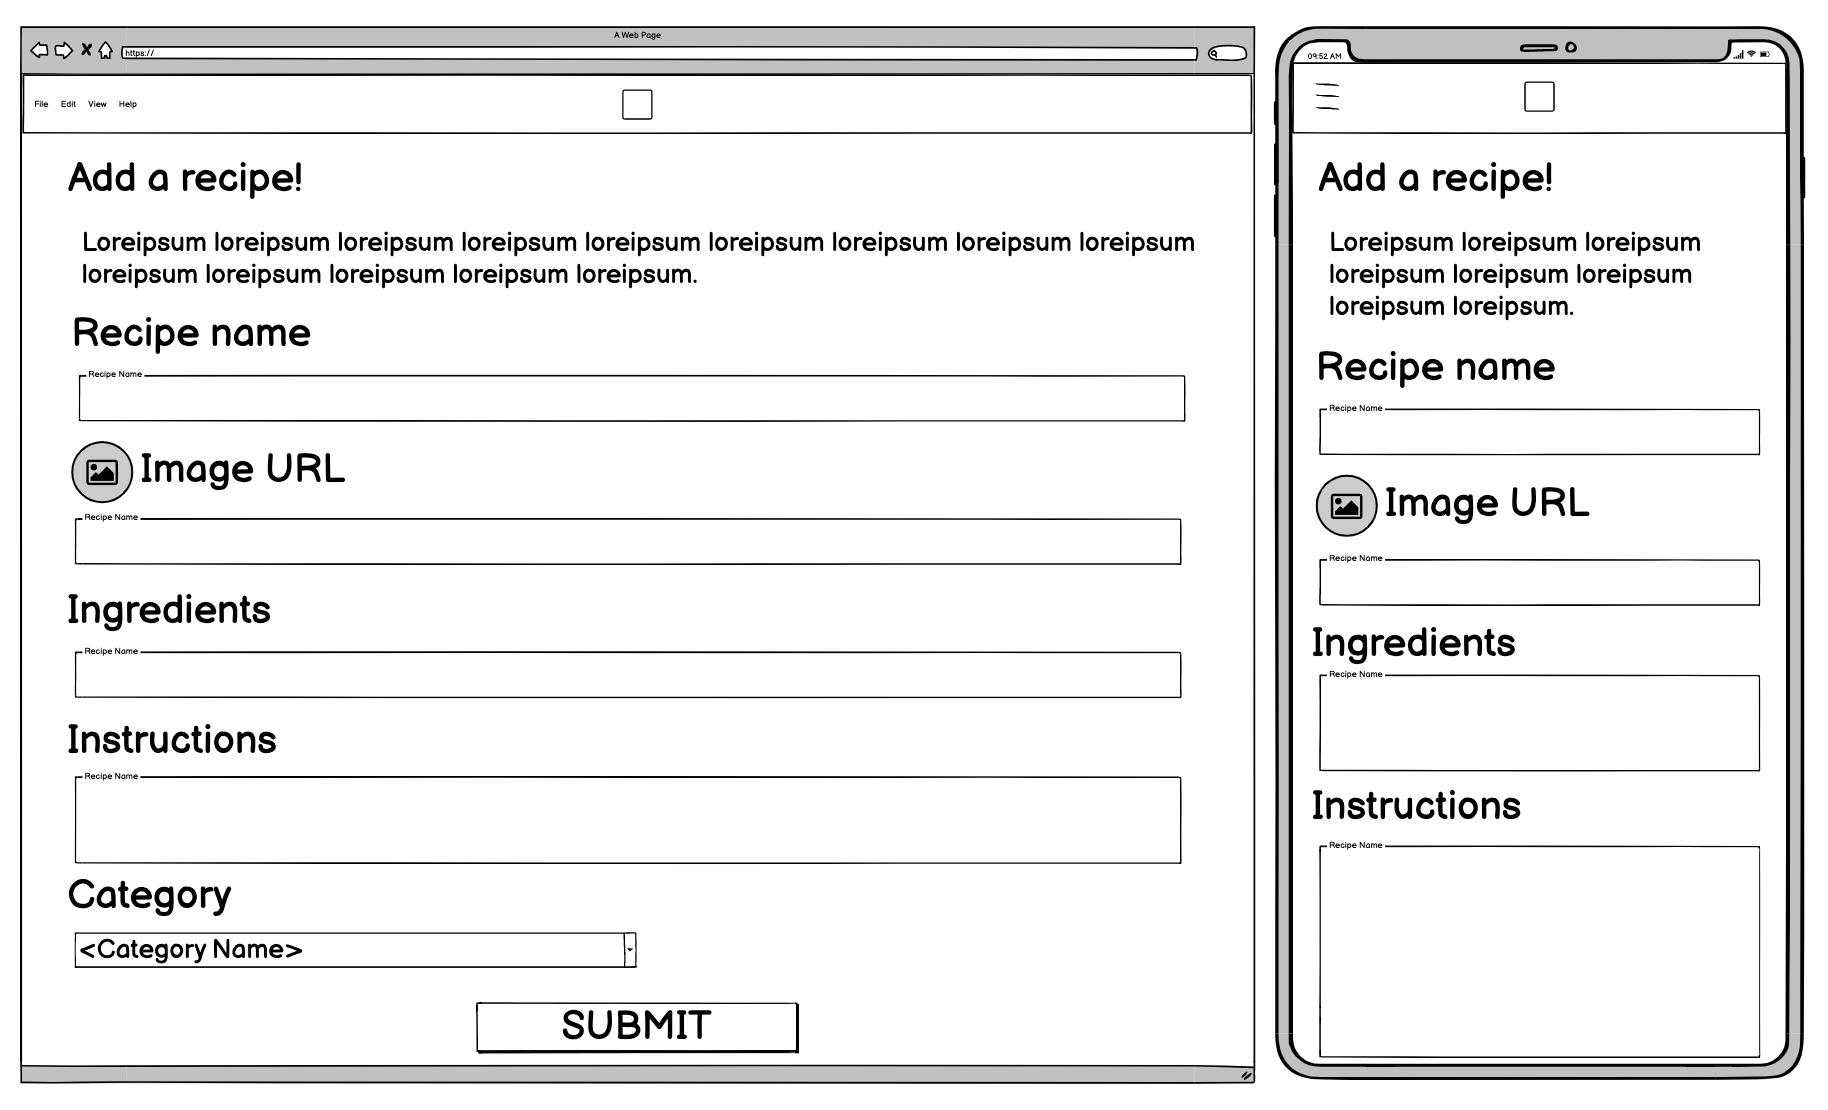 A Web Page
https://
File Edit View Help
Add a recipe!
Loreipsum loreipsum loreipsum loreipsum loreipsum loreipsum loreipsum loreipsum loreipsum
loreipsum loreipsum loreipsum loreipsum loreipsum.
Recipe name
Recipe Name
Image URL
Recipe Name
Ingredients
Recipe Name
Instructions
Recipe Name
Category
<Category Name>
SUBMIT
09:52 AM
Add a recipe!
Loreipsum loreipsum loreipsum
loreipsum loreipsum loreipsum
loreipsum loreipsum.
Recipe name
Recipe Name
Image URL
Recipe Name
Ingredients
Recipe Name
Instructions
Recipe Name